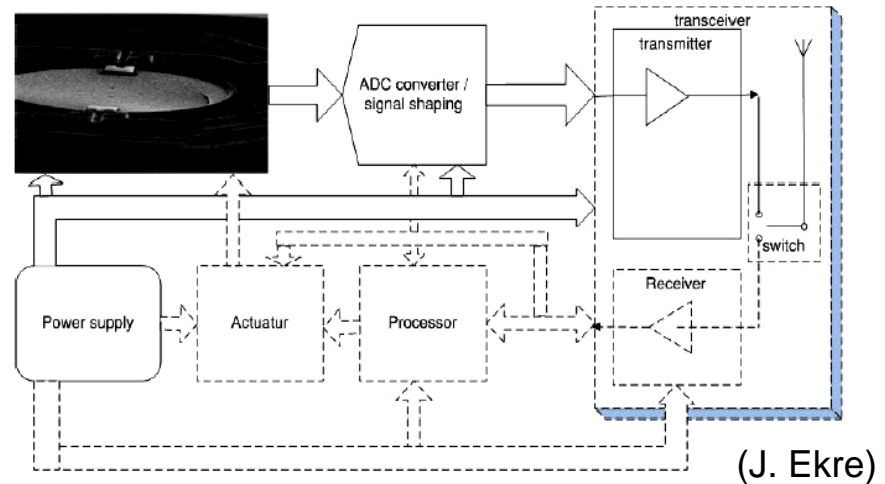 transceiver
transmitter
ADC converter /
signal shaping
switch
Receiver
Power supply
Actuatur
Processor
(J. Ekre)